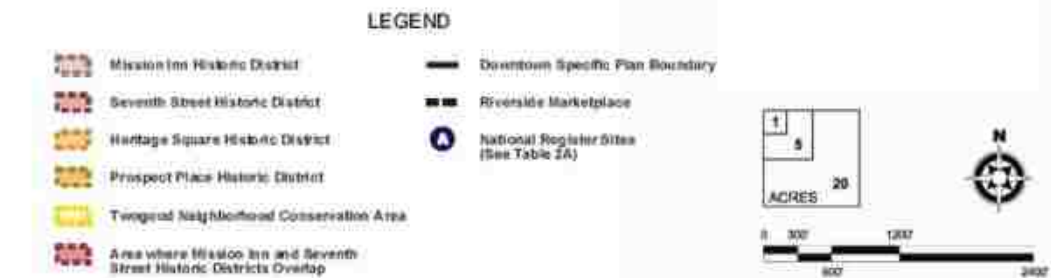 LEGEND
Mission Inn Historic District
Seventh Street Historic District
Heritage Square Historic District
Prospect Place Historic District
Twogood Neighborhood Conservation Area
Area where Mission Inn and Seventh
Street Historic Districts Overlap
Downtown Specific Plan Boundary
Riverside Marketplace
A National Register Sites
(See Table 2A)
1
5
20
ACRES
N
0 300' 1200'
600' 2400'